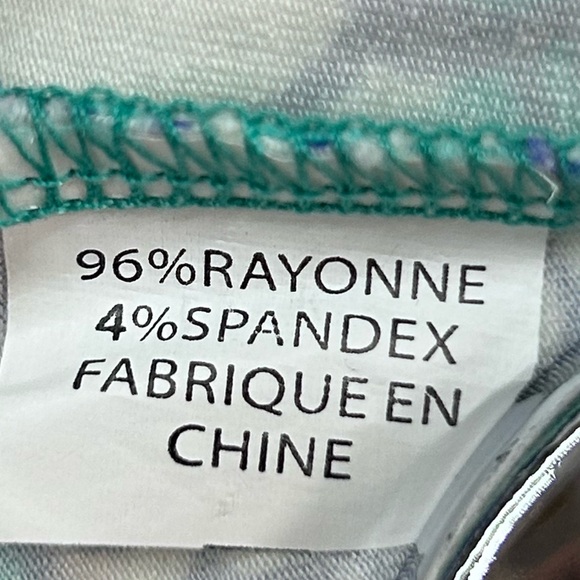 96%RAYONNE
4%SPANDEX
FABRIQUE EN
CHINE